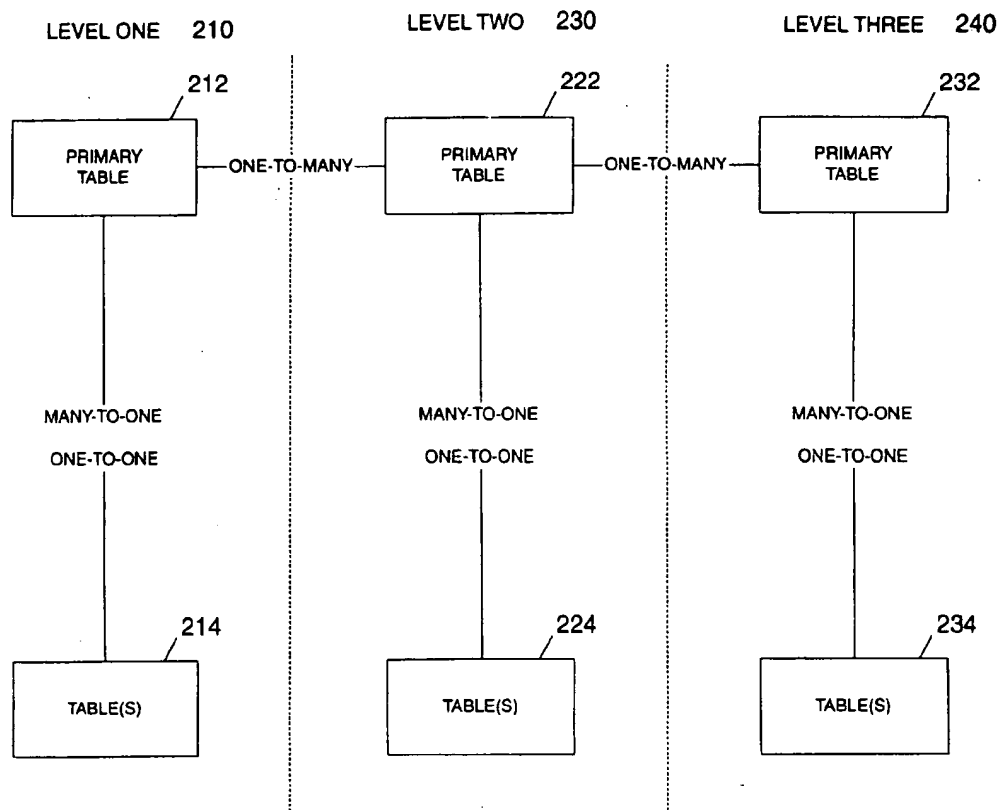 LEVEL ONE 210
LEVEL TWO 230
LEVEL THREE 240
212
222
232
PRIMARY
TABLE
ONE-TO-MANY
PRIMARY
TABLE
ONE-TO-MANY
PRIMARY
TABLE
MANY-TO-ONE
ONE-TO-ONE
MANY-TO-ONE
ONE-TO-ONE
MANY-TO-ONE
ONE-TO-ONE
214
224
234
TABLE(S)
TABLE(S)
TABLE(S)